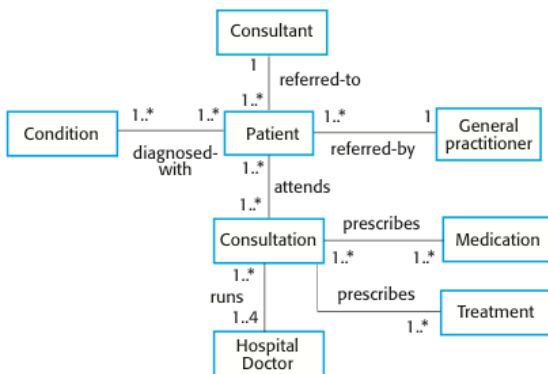 Consultant
1
referred-to
1..*
1..*
1..*
1..*
1
Condition
Patient
General
practitioner
diagnosed-
with
referred-by
1..*
attends
1..*
prescribes
Consultation
Medication
1..*
1..*
1..*
runs
prescribes
Treatment
1..4
1..*
Hospital
Doctor